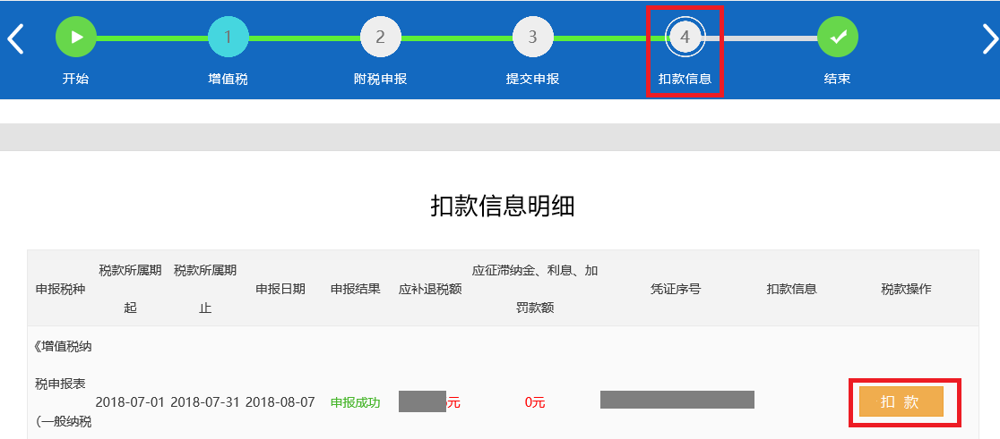 1
2
3
4
开始
增值税
附税申报
提交申报
扣款信息
结束
扣款信息明细
申报税种
税款所属期
起
税款所属期
止
申报日期
申报结果
应补退税额
应征滞纳金、利息、加
罚款额
凭证序号
扣款信息
税款操作
《增值税纳
税申报表
（一般纳税
2018-07-01
2018-07-31
2018-08-07
申报成功
元
0元
扣 款